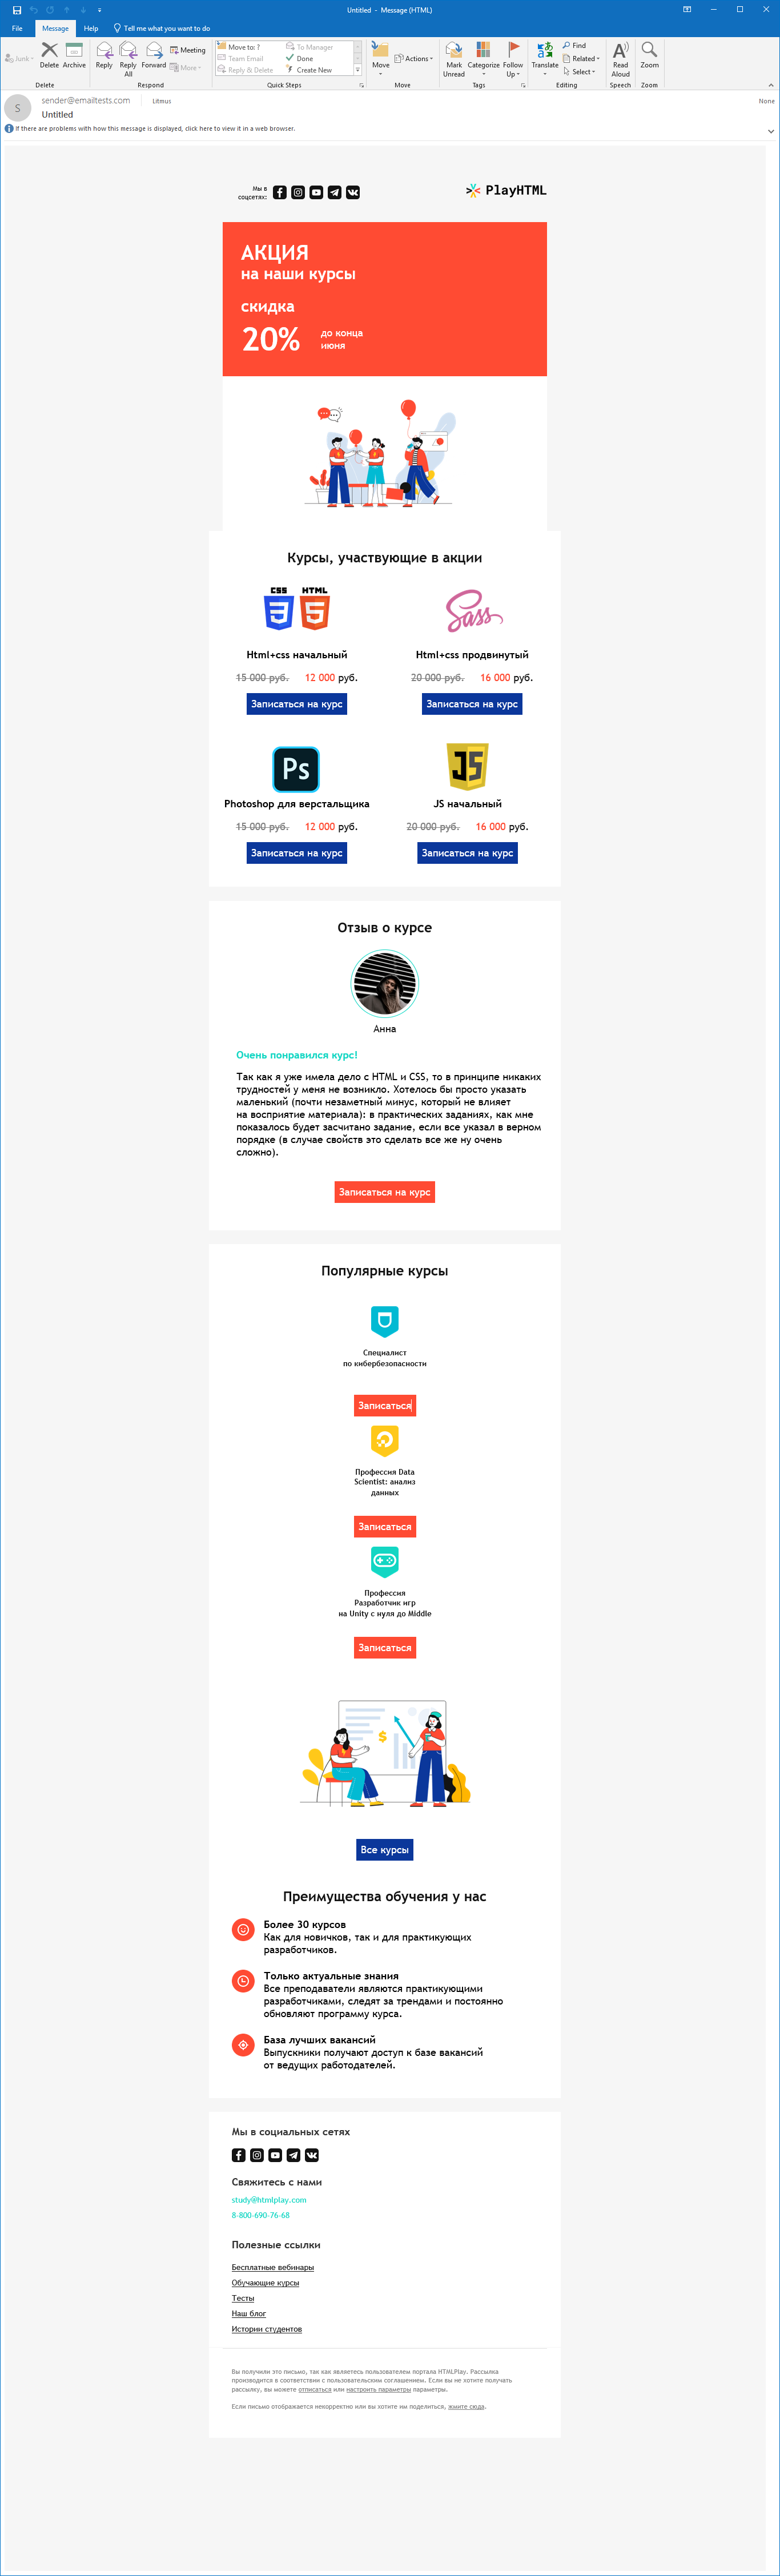 Untitled - Message (HTML)
File Message Help Tell me what you want to do
Junk Delete Archive
Reply Reply All Forward
Meeting
More
Move to: ? To Manager
Team Email Done
Reply & Delete Create New
Move Actions
Mark Unread Categorize Follow Up
Translate Find
Related
Select
Read Aloud Zoom
Delete Respond Quick Steps Move Tags Editing Speech Zoom
S
sender@emailtests.com Litmus None
Untitled
If there are problems with how this message is displayed, click here to view it in a web browser.
Мы в
соцсетях:
PlayHTML
АКЦИЯ
на наши курсы
скидка
20% до конца
июня
Курсы, участвующие в акции
CSS HTML
3 5
Sass
Html+css начальный
Html+css продвинутый
15 000 руб. 12 000 руб.
20 000 руб. 16 000 руб.
Записаться на курс
Записаться на курс
Ps
JS
Photoshop для верстальщика
JS начальный
15 000 руб. 12 000 руб.
20 000 руб. 16 000 руб.
Записаться на курс
Записаться на курс
Отзыв о курсе
Анна
Очень понравился курс!
Так как я уже имела дело с HTML и CSS, то в принципе никаких
трудностей у меня не возникло. Хотелось бы просто указать
маленький (почти незаметный минус, который не влияет
на восприятие материала): в практических заданиях, как мне
показалось будет засчитано задание, если все указал в верном
порядке (в случае свойств это сделать все же ну очень
сложно).
Записаться на курс
Популярные курсы
Специалист
по кибербезопасности
Записаться
Профессия Data
Scientist: анализ
данных
Записаться
Профессия
Разработчик игр
на Unity с нуля до Middle
Записаться
$
Все курсы
Преимущества обучения у нас
Более 30 курсов
Как для новичков, так и для практикующих
разработчиков.
Только актуальные знания
Все преподаватели являются практикующими
разработчиками, следят за трендами и постоянно
обновляют программу курса.
База лучших вакансий
Выпускники получают доступ к базе вакансий
от ведущих работодателей.
Мы в социальных сетях
Свяжитесь с нами
study@htmlplay.com
8-800-690-76-68
Полезные ссылки
Бесплатные вебинары
Обучающие курсы
Тесты
Наш блог
Истории студентов
Вы получили это письмо, так как являетесь пользователем портала HTMLPlay. Рассылка
производится в соответствии с пользовательским соглашением. Если вы не хотите получать
рассылку, вы можете отписаться или настроить параметры параметры.
Если письмо отображается некорректно или вы хотите им поделиться, жмите сюда.